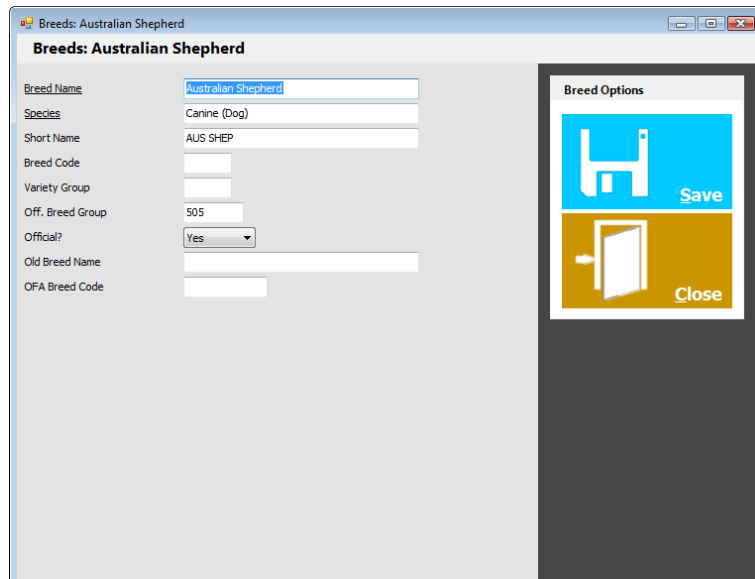 Breeds: Australian Shepherd
Breeds: Australian Shepherd
Breed Name Australian Shepherd
Species Canine (Dog)
Short Name AUS SHEP
Breed Code
Variety Group
Off. Breed Group 505
Official? Yes
Old Breed Name
OFA Breed Code
Breed Options
Save
Close